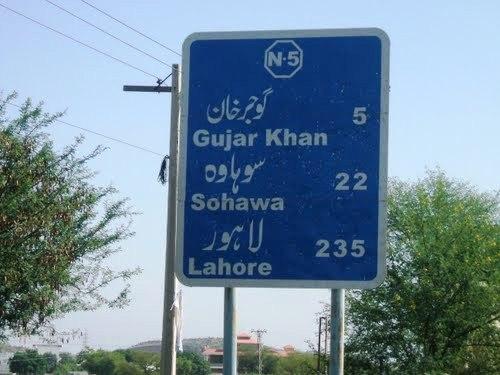 N-5
گوجرخان 5
Gujar Khan
سوہاوہ 22
Sohawa
لاہور 235
Lahore